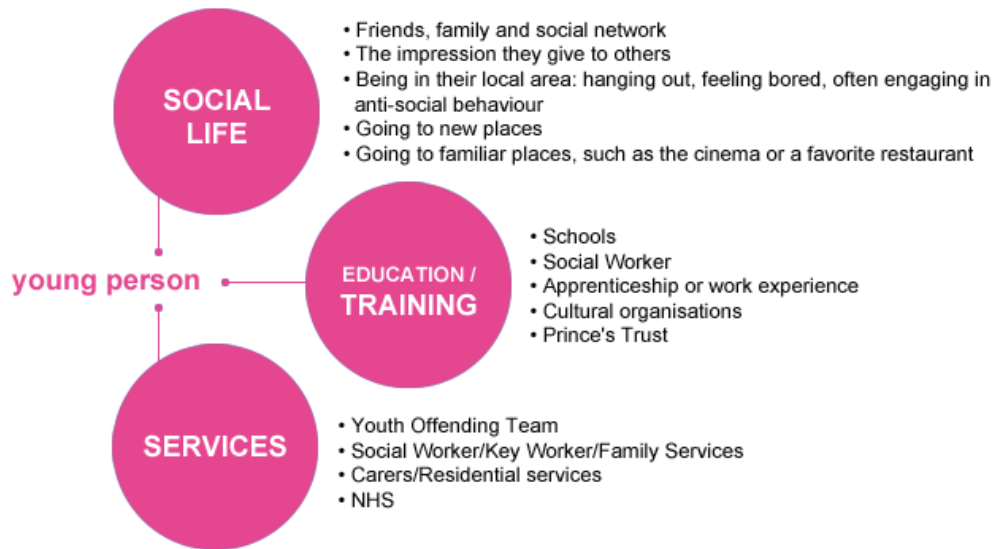 SOCIAL
LIFE
• Friends, family and social network
• The impression they give to others
• Being in their local area: hanging out, feeling bored, often engaging in
anti-social behaviour
• Going to new places
• Going to familiar places, such as the cinema or a favorite restaurant
young person
EDUCATION /
TRAINING
• Schools
• Social Worker
• Apprenticeship or work experience
• Cultural organisations
• Prince's Trust
SERVICES
• Youth Offending Team
• Social Worker/Key Worker/Family Services
• Carers/Residential services
• NHS